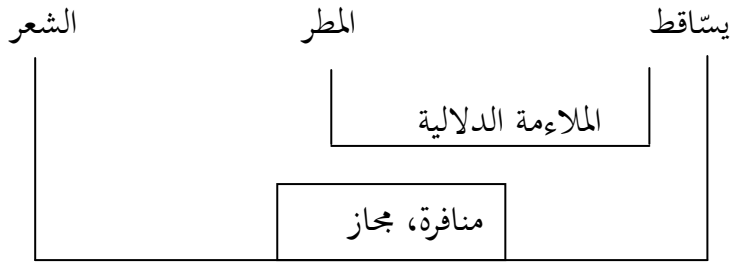 يسّاقط المطر الشعر
الملاءمة الدلالية
منافرة، مجاز